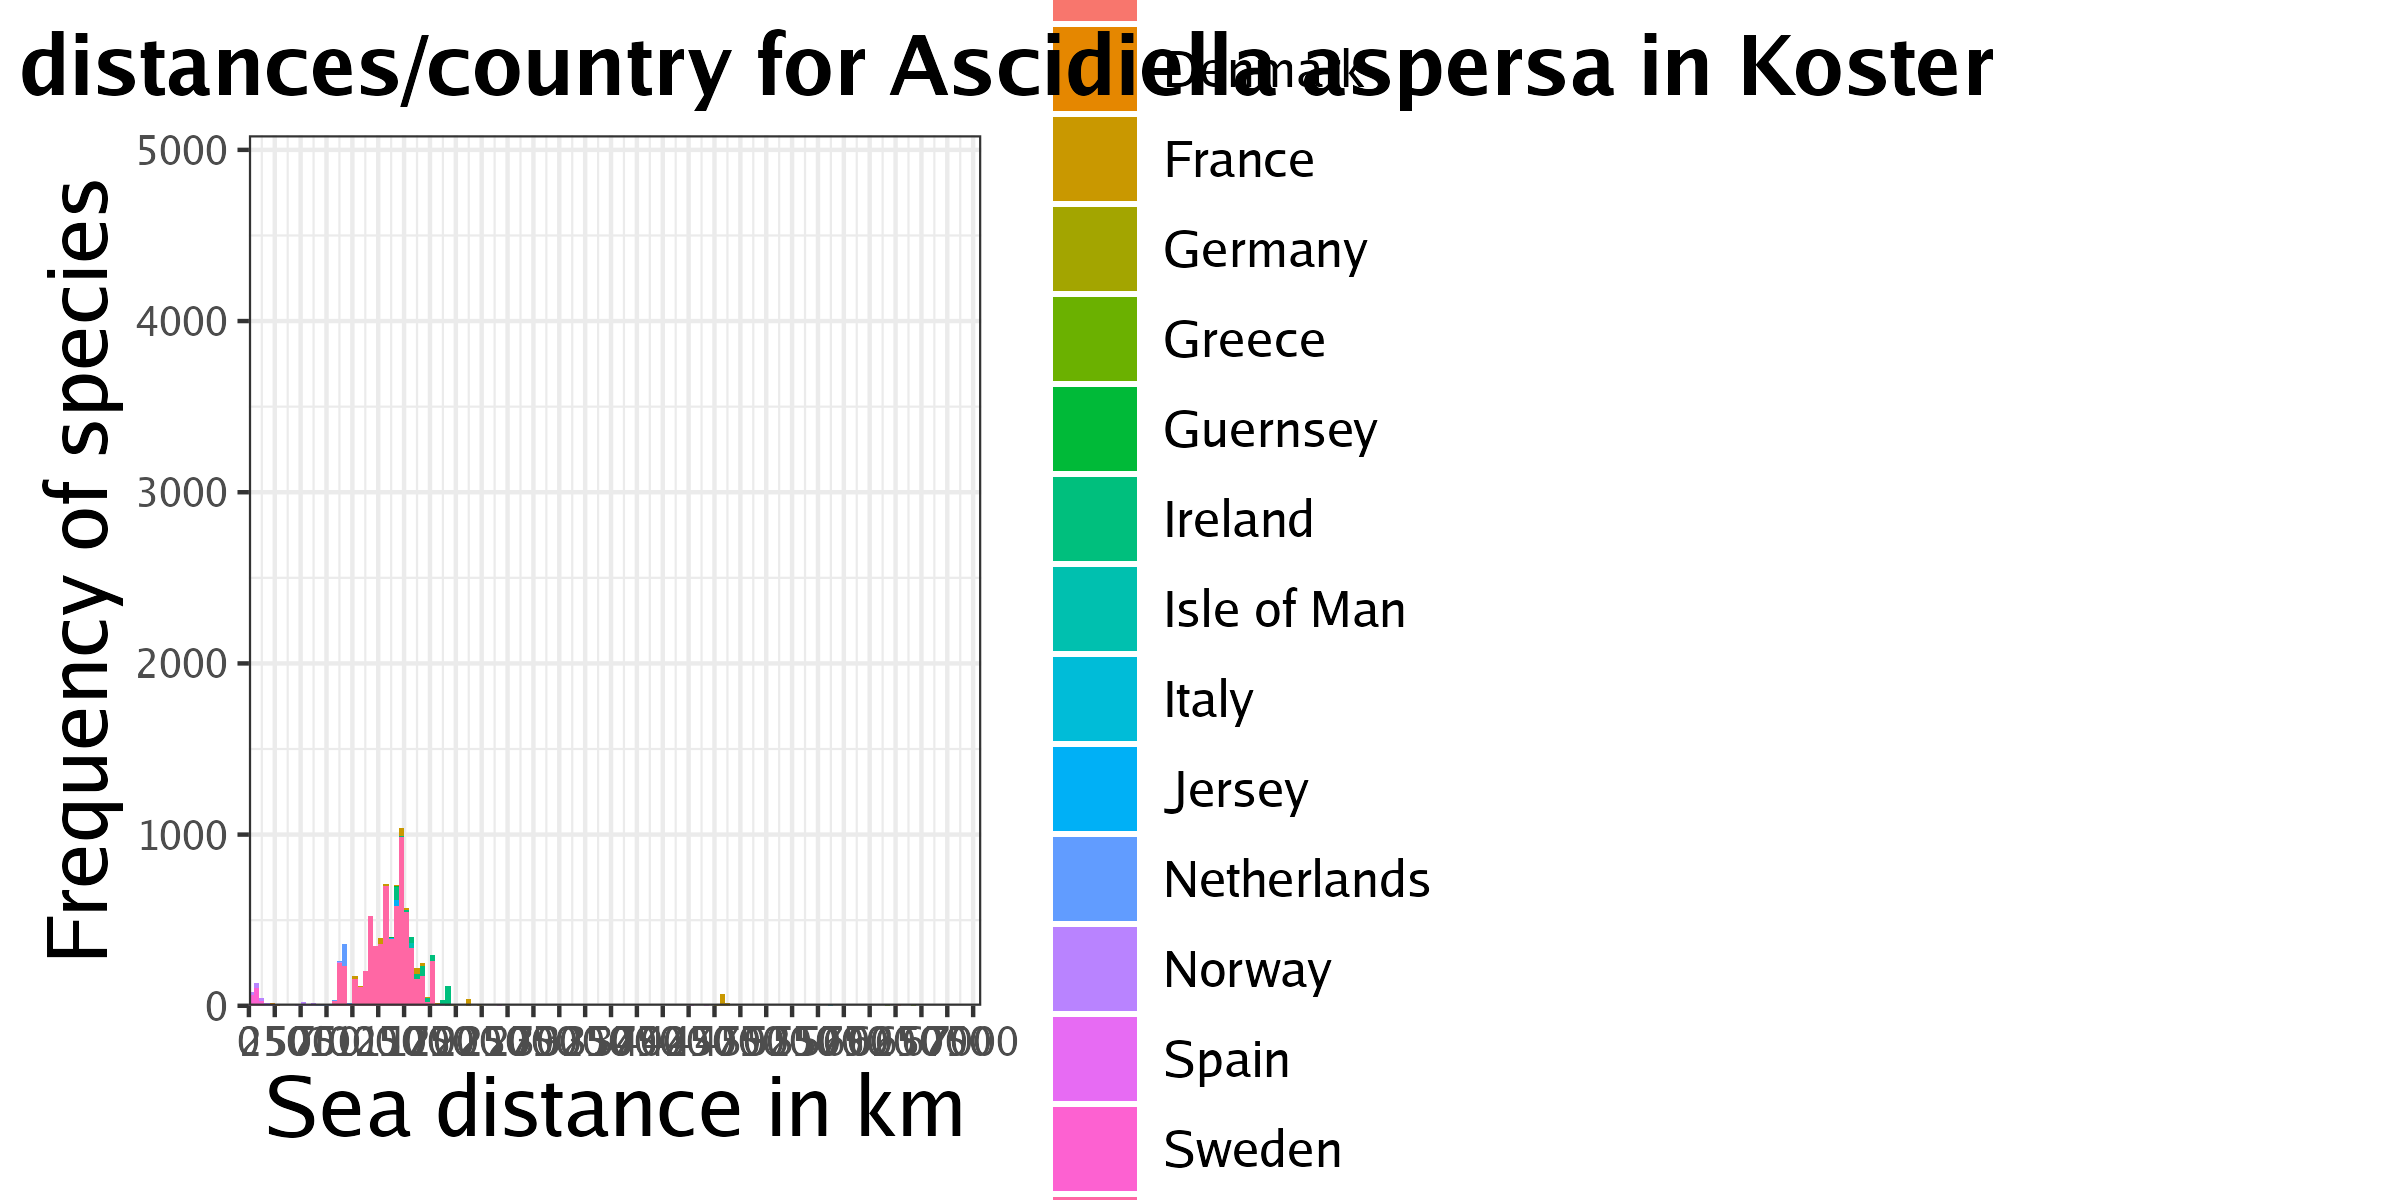 distances/country for Ascidiella aspersa in Koster
Denmark
France
Germany
Greece
Guernsey
Ireland
Isle of Man
Italy
Jersey
Netherlands
Norway
Spain
Sweden
Frequency of species
5000
4000
3000
2000
1000
0
Sea distance in km